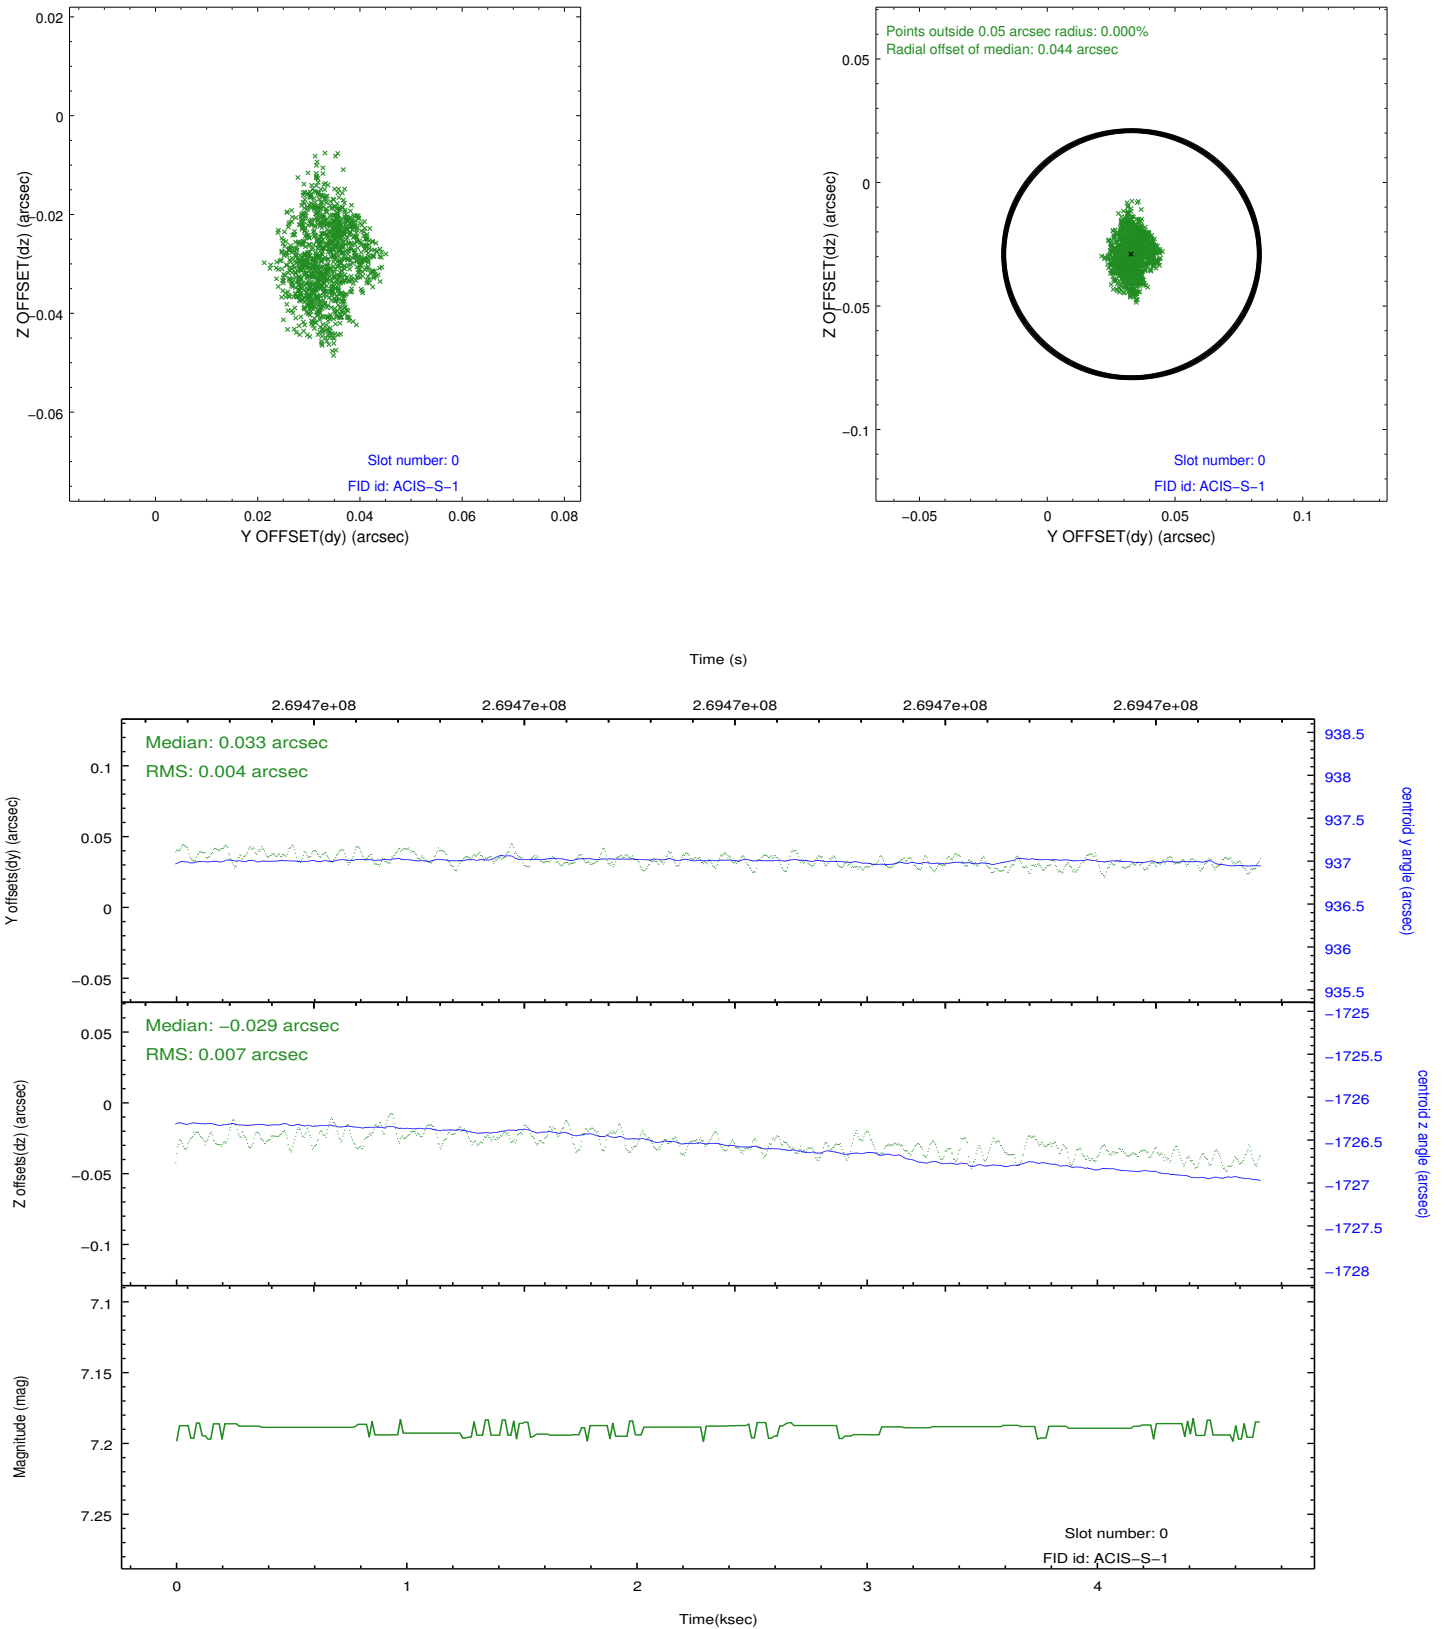 0.02
0
−0.02
−0.04
−0.06
Z OFFSET(dz) (arcsec)
Slot number: 0
FID id: ACIS−S−1
0 0.02 0.04 0.06 0.08
Y OFFSET(dy) (arcsec)
Points outside 0.05 arcsec radius: 0.000%
Radial offset of median: 0.044 arcsec
0.05
0
−0.05
−0.1
Z OFFSET(dz) (arcsec)
Slot number: 0
FID id: ACIS−S−1
−0.05 0 0.05 0.1
Y OFFSET(dy) (arcsec)
Time (s)
2.6947e+08 2.6947e+08 2.6947e+08 2.6947e+08 2.6947e+08
Median: 0.033 arcsec
RMS: 0.004 arcsec
0.1
0.05
0
−0.05
Y offsets(dy) (arcsec)
938.5
938
937.5
937
936.5
936
935.5
centroid y angle (arcsec)
Median: −0.029 arcsec
RMS: 0.007 arcsec
0.05
0
−0.05
−0.1
Z offsets(dz) (arcsec)
−1725
−1725.5
−1726
−1726.5
−1727
−1727.5
−1728
centroid z angle (arcsec)
7.1
7.15
7.2
7.25
Magnitude (mag)
Slot number: 0
FID id: ACIS−S−1
0 1 2 3 4
Time(ksec)